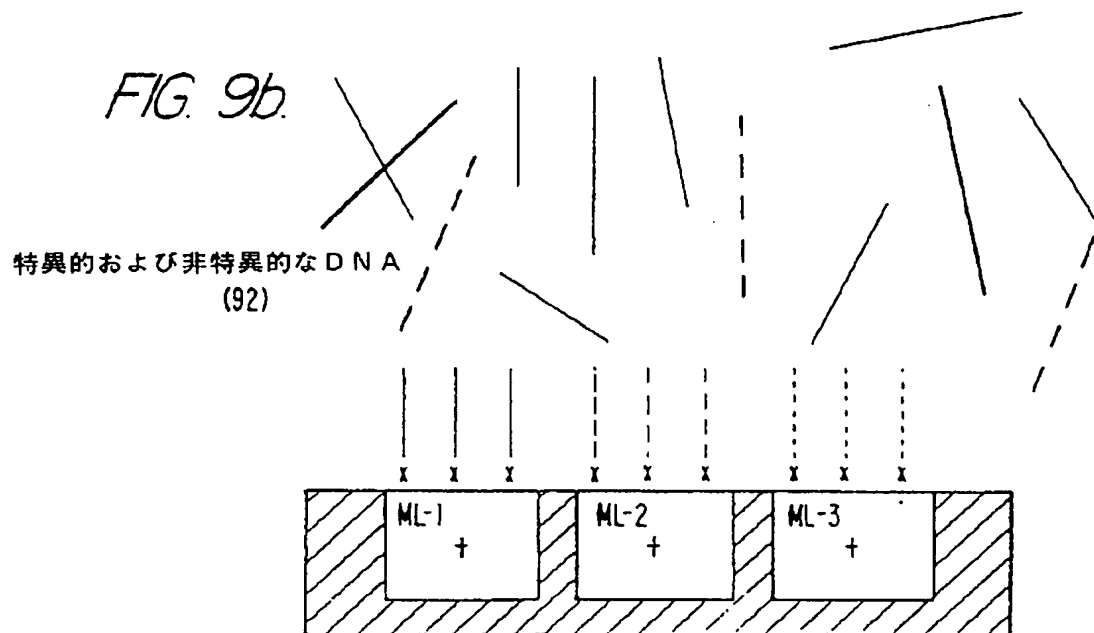 FIG. 9b.
特異的および非特異的なDNA
(92)
x x x x x x x x x
ML-1 ML-2 ML-3
+ + +